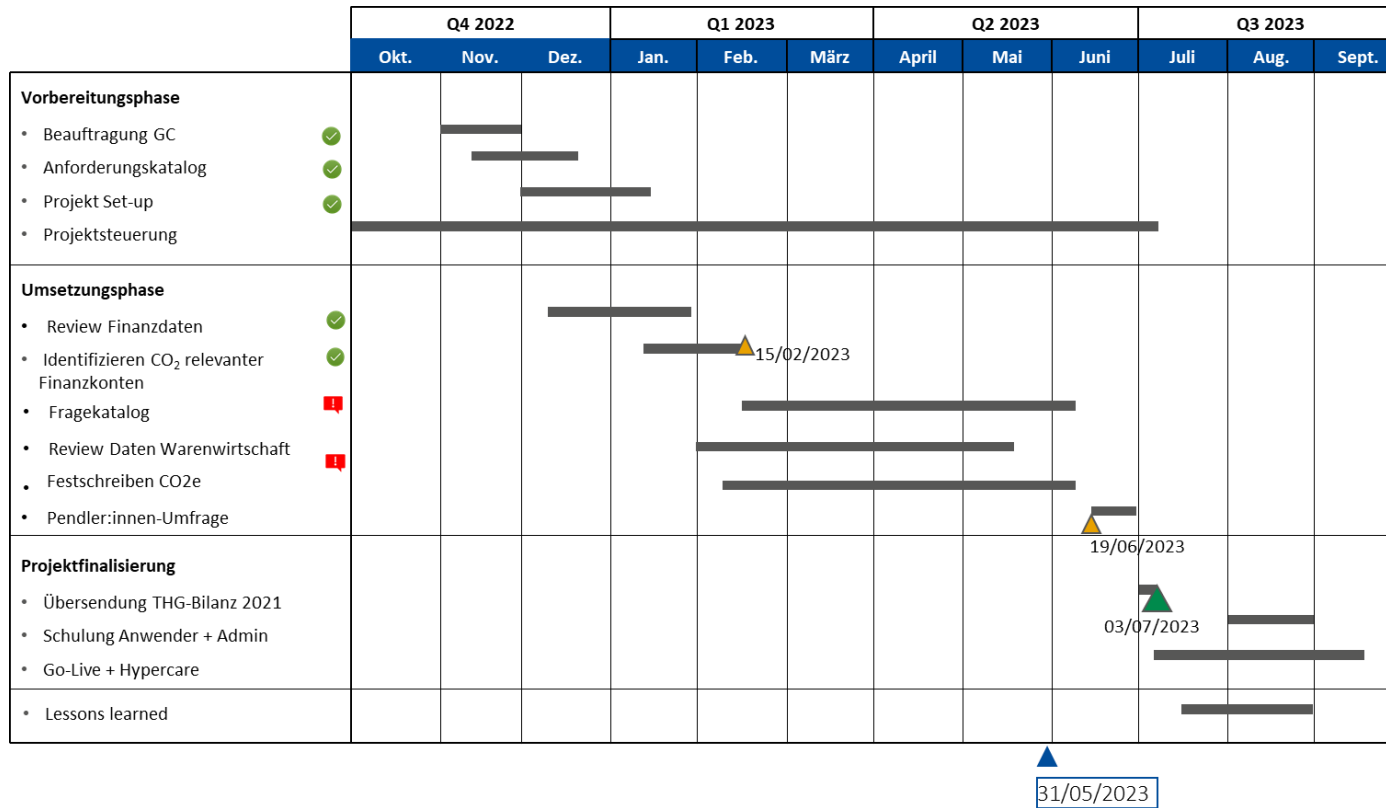 Q4 2022 Q1 2023 Q2 2023 Q3 2023
Okt. Nov. Dez. Jan. Feb. März April Mai Juni Juli Aug. Sept.
Vorbereitungsphase
• Beauftragung GC
• Anforderungskatalog
• Projekt Set-up
• Projektsteuerung
Umsetzungsphase
• Review Finanzdaten
• Identifizieren CO₂ relevanter
Finanzkonten
15/02/2023
• Fragekatalog
• Review Daten Warenwirtschaft
• Festschreiben CO2e
• Pendler:innen-Umfrage
19/06/2023
Projektfinalisierung
• Übersendung THG-Bilanz 2021
03/07/2023
• Schulung Anwender + Admin
• Go-Live + Hypercare
• Lessons learned
31/05/2023